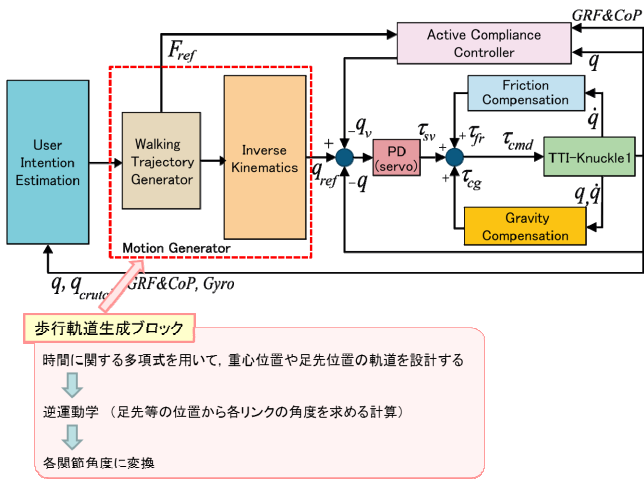 GRF&CoP
F_ref
Active Compliance
Controller
q
User
Intention
Estimation
Walking
Trajectory
Generator
Inverse
Kinematics
Motion Generator
+
q_ref
−q_v
−q
PD
(servo)
τ_sv
+
+τ_fr
+
τ_cg
τ_cmd
Friction
Compensation
q̇
TTI-Knuckle1
q,q̇
Gravity
Compensation
q, q GRF&CoP, Gyro
歩行軌道生成ブロック
時間に関する多項式を用いて，重心位置や足先位置の軌道を設計する
逆運動学 （足先等の位置から各リンクの角度を求める計算）
各関節角度に変換